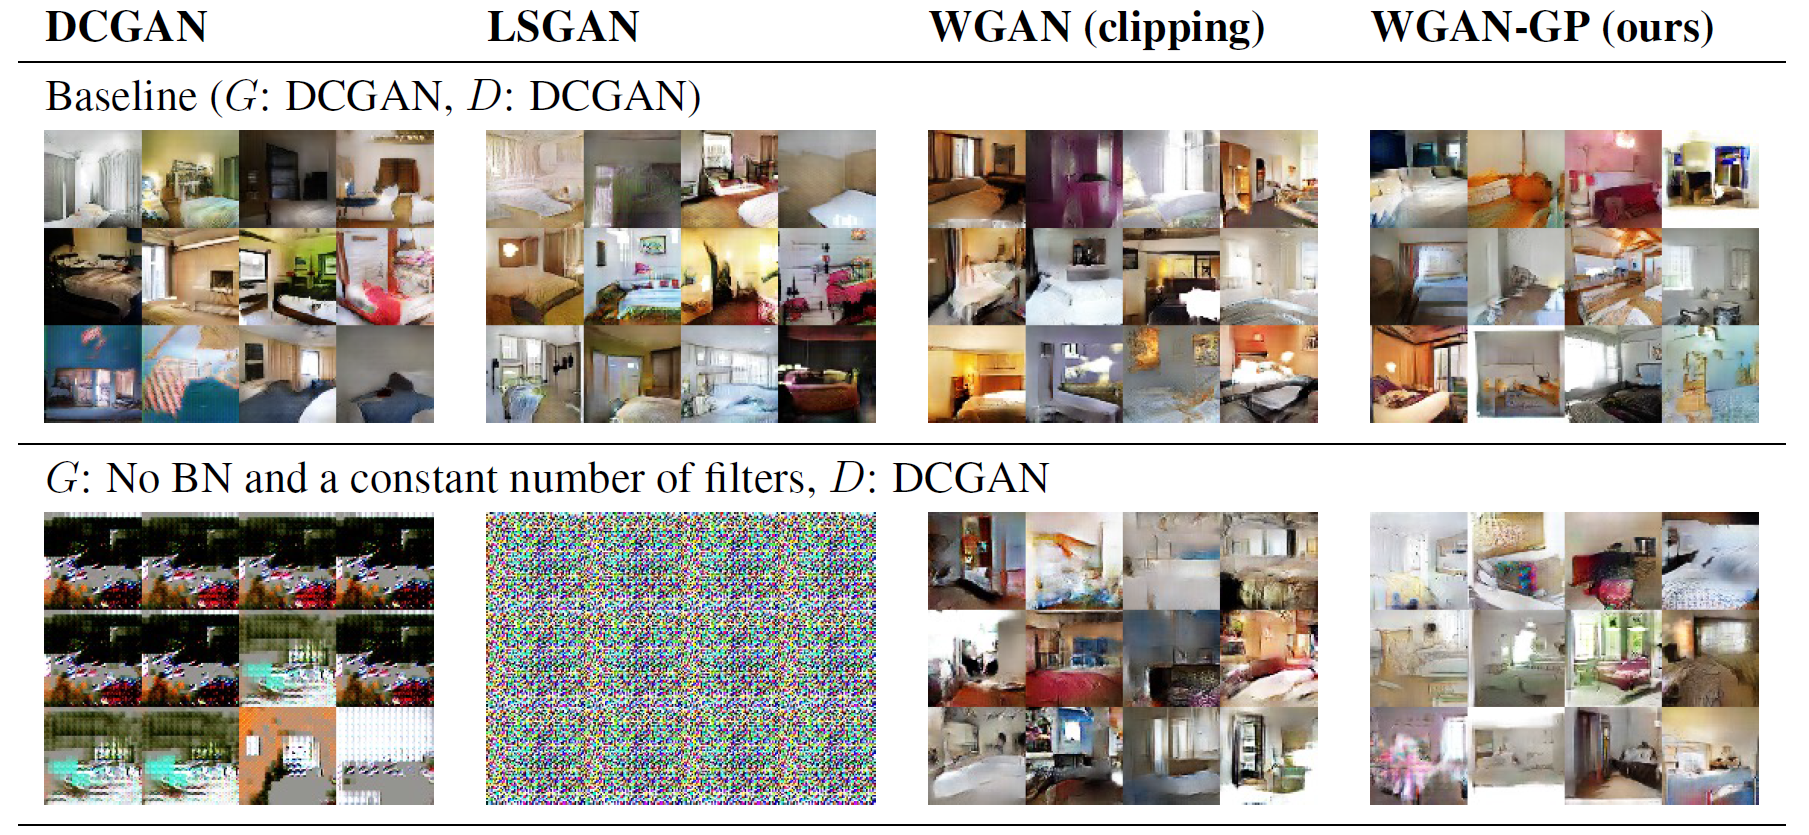 DCGAN LSGAN WGAN (clipping) WGAN-GP (ours)
Baseline (G: DCGAN, D: DCGAN)
G: No BN and a constant number of filters, D: DCGAN